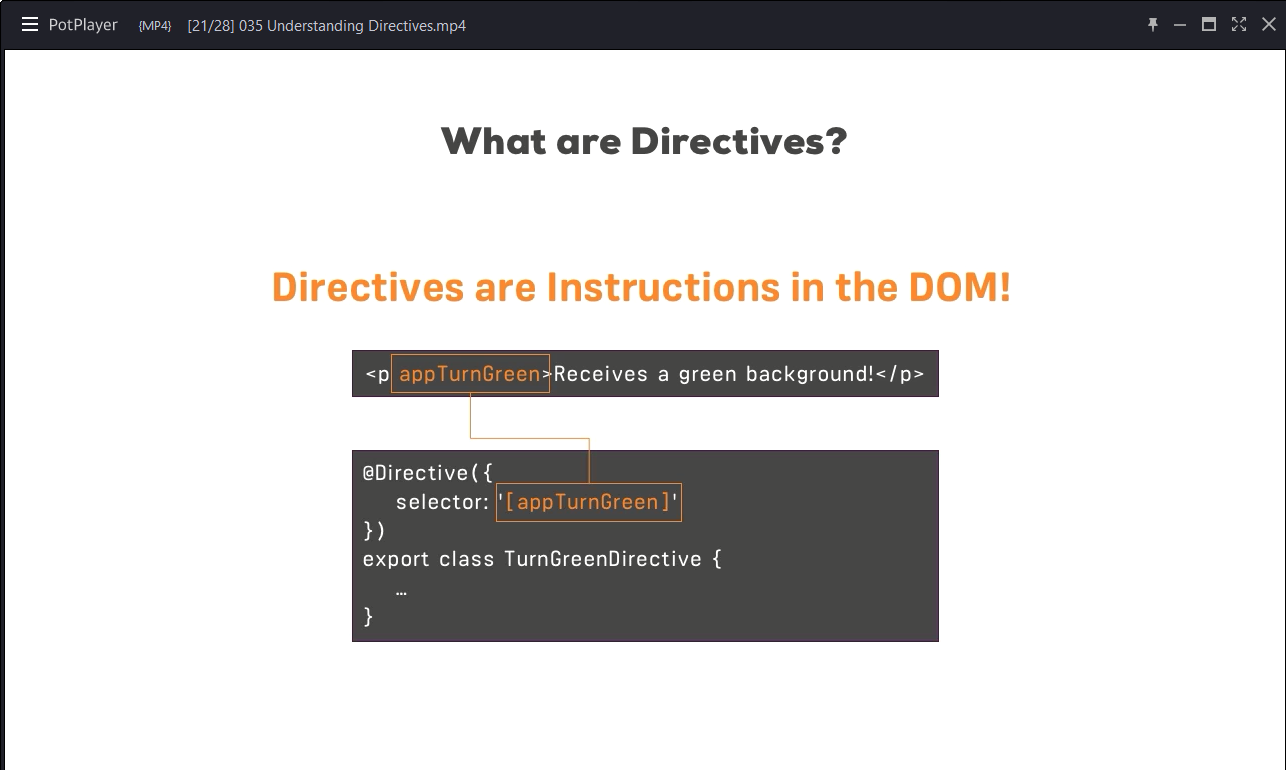 PotPlayer {MP4} [21/28] 035 Understanding Directives.mp4
What are Directives?
Directives are Instructions in the DOM!
<p appTurnGreen>Receives a green background!</p>
@Directive({
selector: '[appTurnGreen]'
})
export class TurnGreenDirective {
…
}